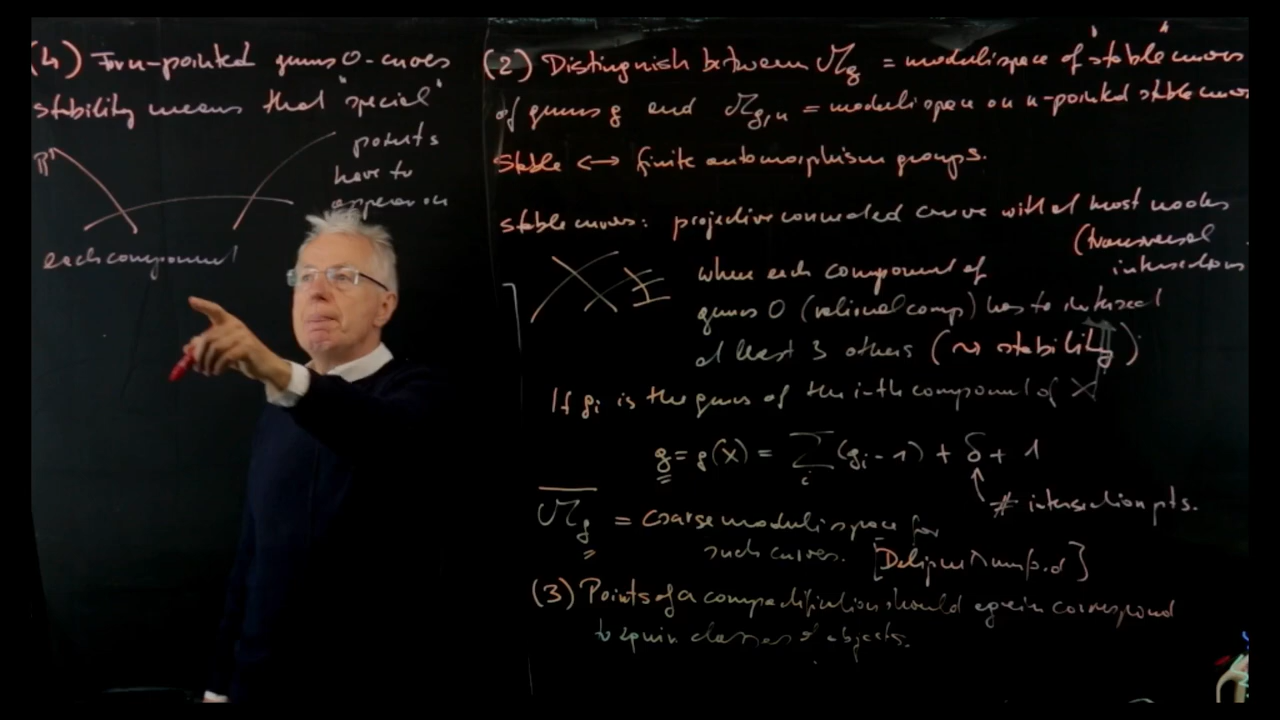 (4) For n-pointed genus 0-curves
stability means that "special"
points
have to
appear on
P¹
each component
(2) Distinguish between M_g = moduli space of "stable" curves
of genus g and M_{g,n} = moduli space on n-pointed stable curves
Stable <-> finite automorphism groups.
stable curves: projective connected curve with at most nodes
(transversal
intersections
where each component of
genus 0 (rational comp) has to intersect
at least 3 others (~> stability)
If g_i is the genus of the i-th component of X
g = g(X) = Σ_i (g_i - 1) + δ + 1
# intersection pts.
\overline{M_g} = coarse moduli space for
such curves. [Deligne Mumford]
(3) Points of a compactification should again correspond
to equiv. classes of objects.